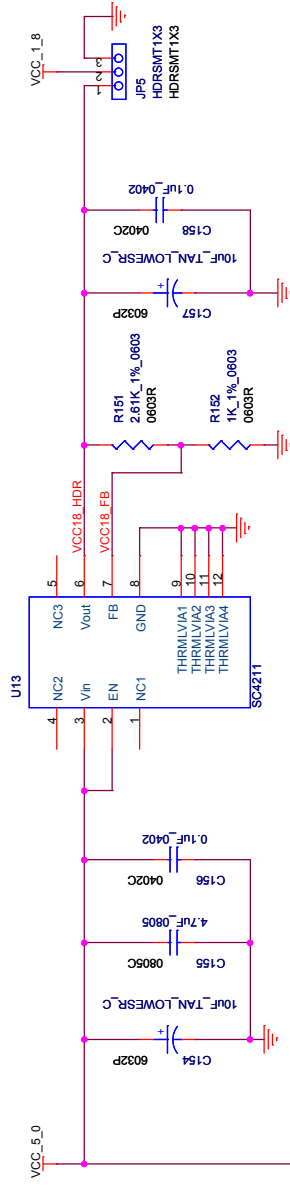 VCC_5_0
C154
6032P
10uF_TAN_LOWESR_C
C155
0805C
4.7uF_0805
C156
0402C
0.1uF_0402
U13
4
NC2
3
Vin
2
EN
1
NC1
NC3
5
Vout
6
FB
7
GND
8
THRMLVIA1
9
THRMLVIA2
10
THRMLVIA3
11
THRMLVIA4
12
SC4211
VCC18_HDR
VCC18_FB
R151
2.61K_1%_0603
0603R
R152
1K_1%_0603
0603R
C157
6032P
10uF_TAN_LOWESR_C
C158
0402C
0.1uF_0402
VCC_1_8
1
2
3
JP5
HDRSMT1X3
HDRSMT1X3